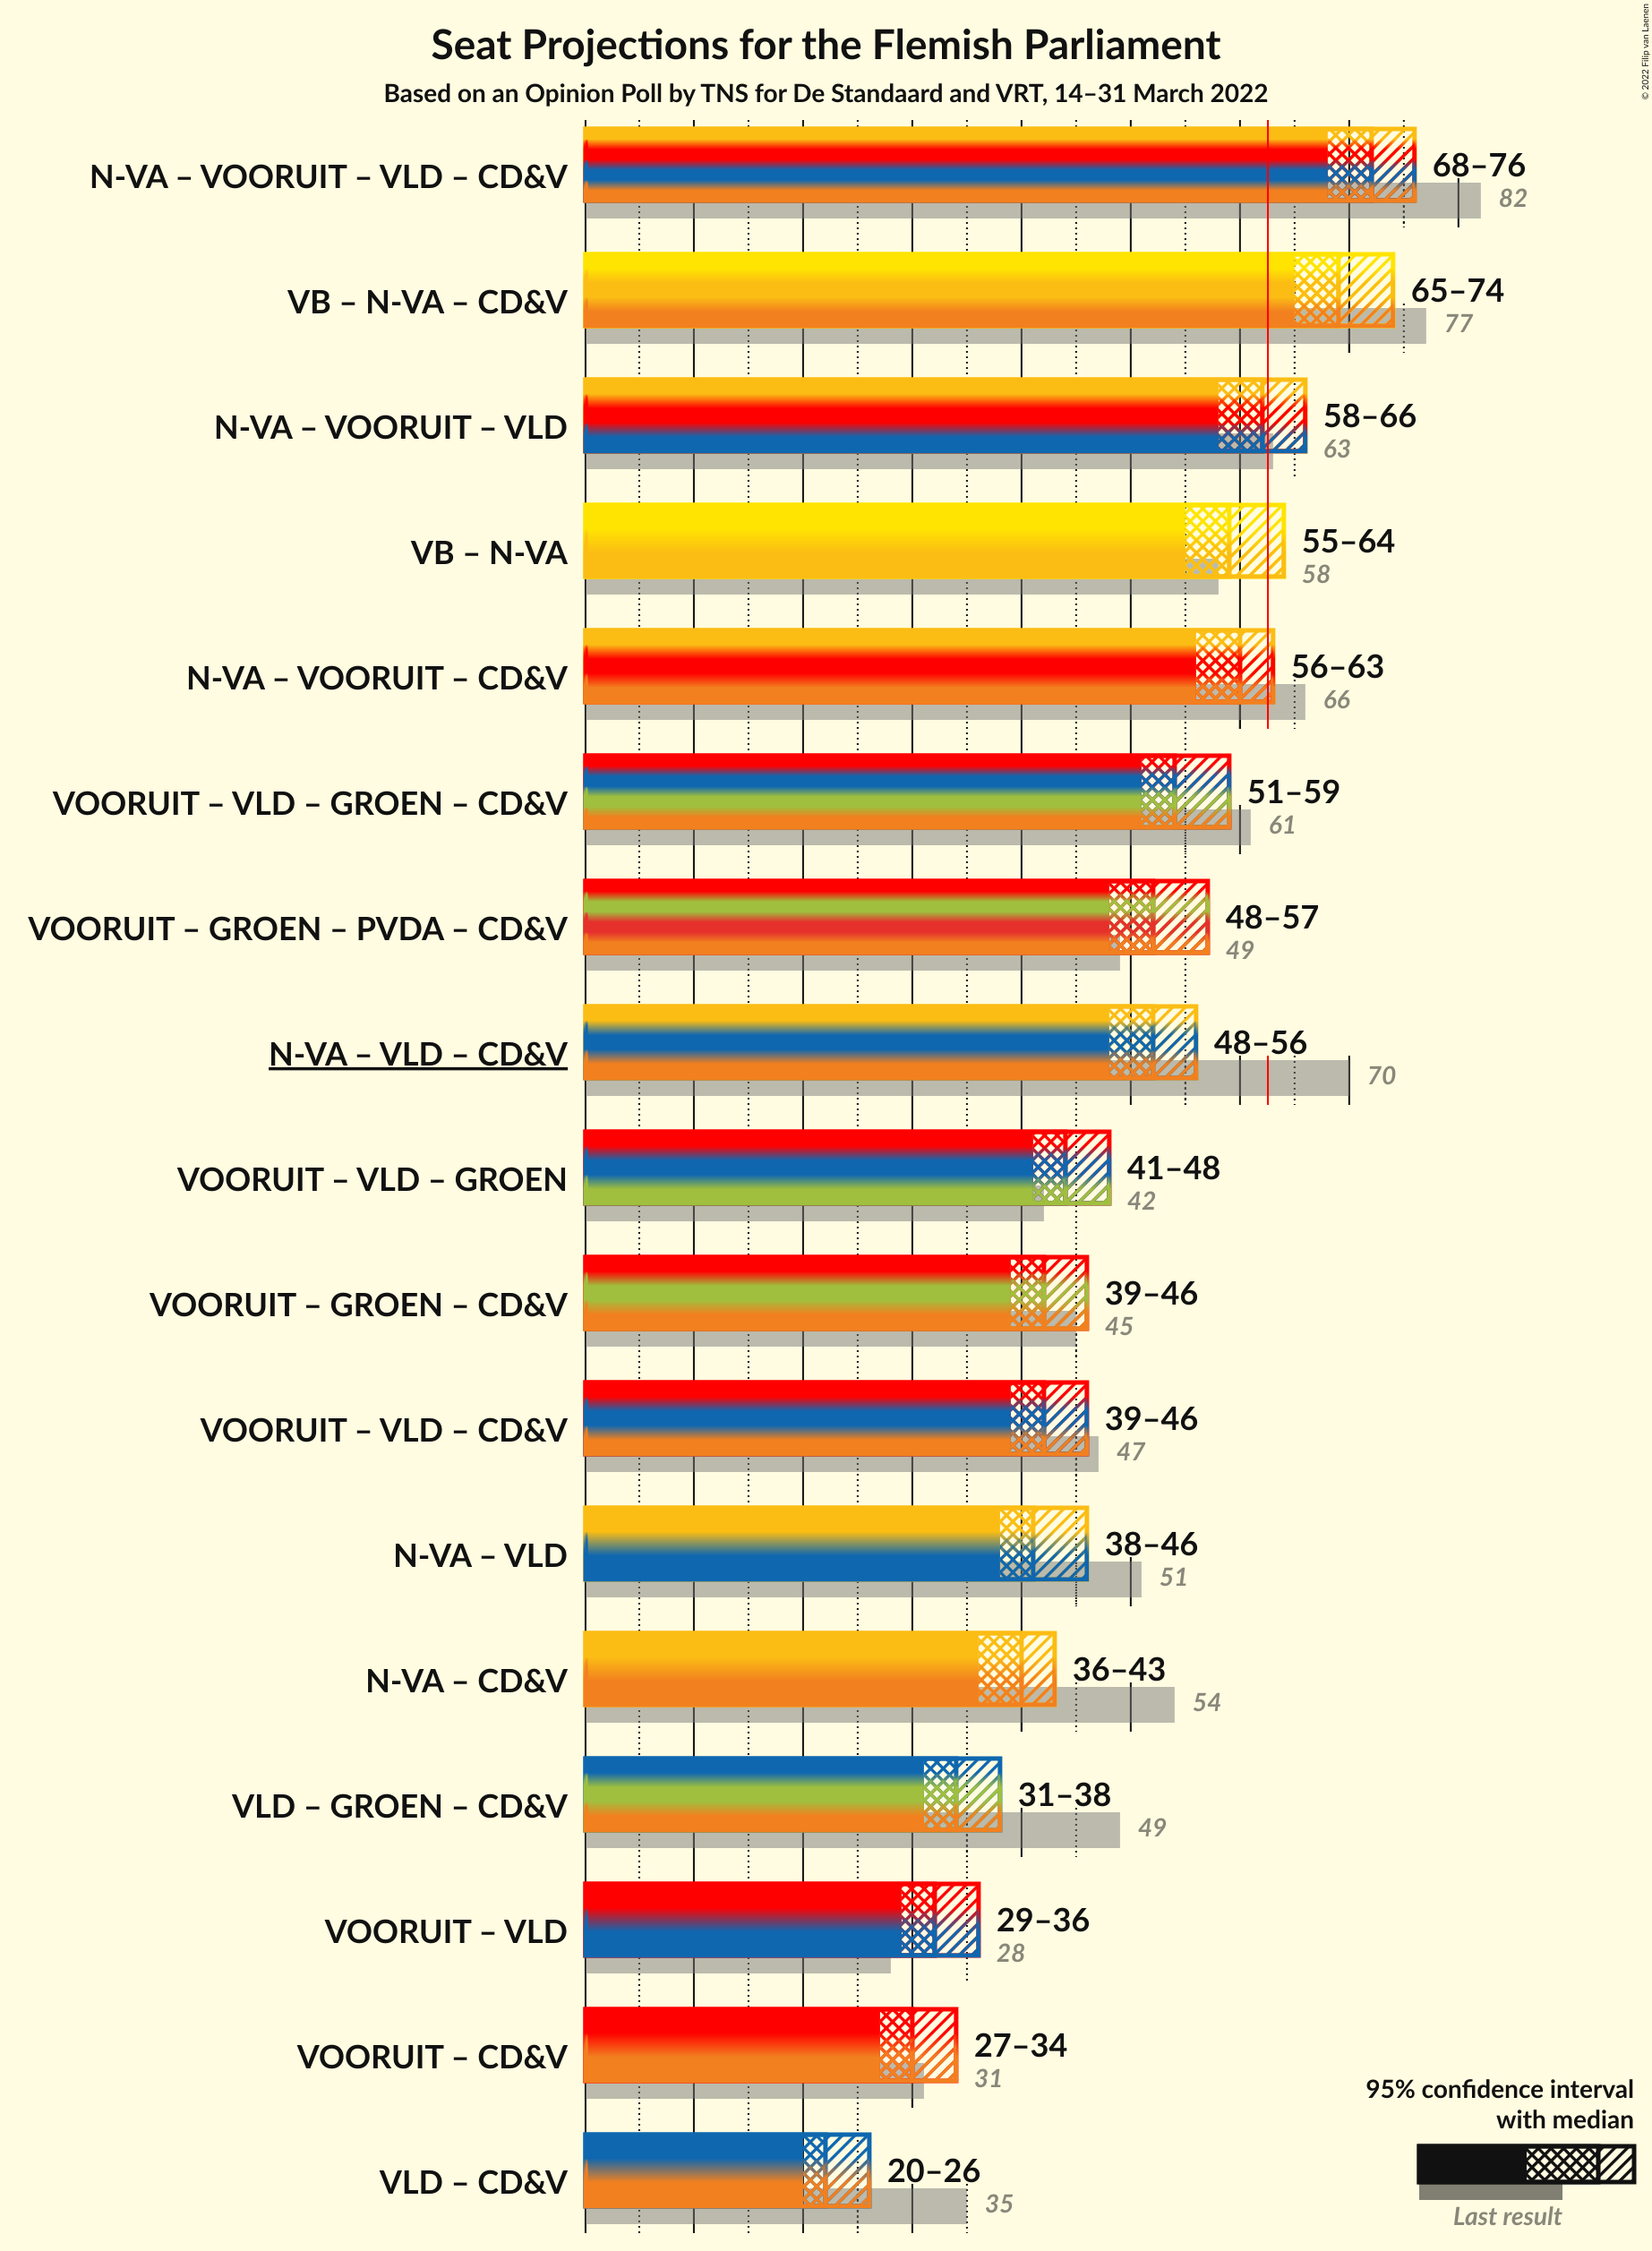 Seat Projections for the Flemish Parliament
Based on an Opinion Poll by TNS for De Standaard and VRT, 14–31 March 2022
© 2022 Filip van Laenen
N-VA – VOORUIT – VLD – CD&V
68–76
82
VB – N-VA – CD&V
65–74
77
N-VA – VOORUIT – VLD
58–66
63
VB – N-VA
55–64
58
N-VA – VOORUIT – CD&V
56–63
66
VOORUIT – VLD – GROEN – CD&V
51–59
61
VOORUIT – GROEN – PVDA – CD&V
48–57
49
N-VA – VLD – CD&V
48–56
70
VOORUIT – VLD – GROEN
41–48
42
VOORUIT – GROEN – CD&V
39–46
45
VOORUIT – VLD – CD&V
39–46
47
N-VA – VLD
38–46
51
N-VA – CD&V
36–43
54
VLD – GROEN – CD&V
31–38
49
VOORUIT – VLD
29–36
28
VOORUIT – CD&V
27–34
31
VLD – CD&V
20–26
35
95% confidence interval
with median
Last result